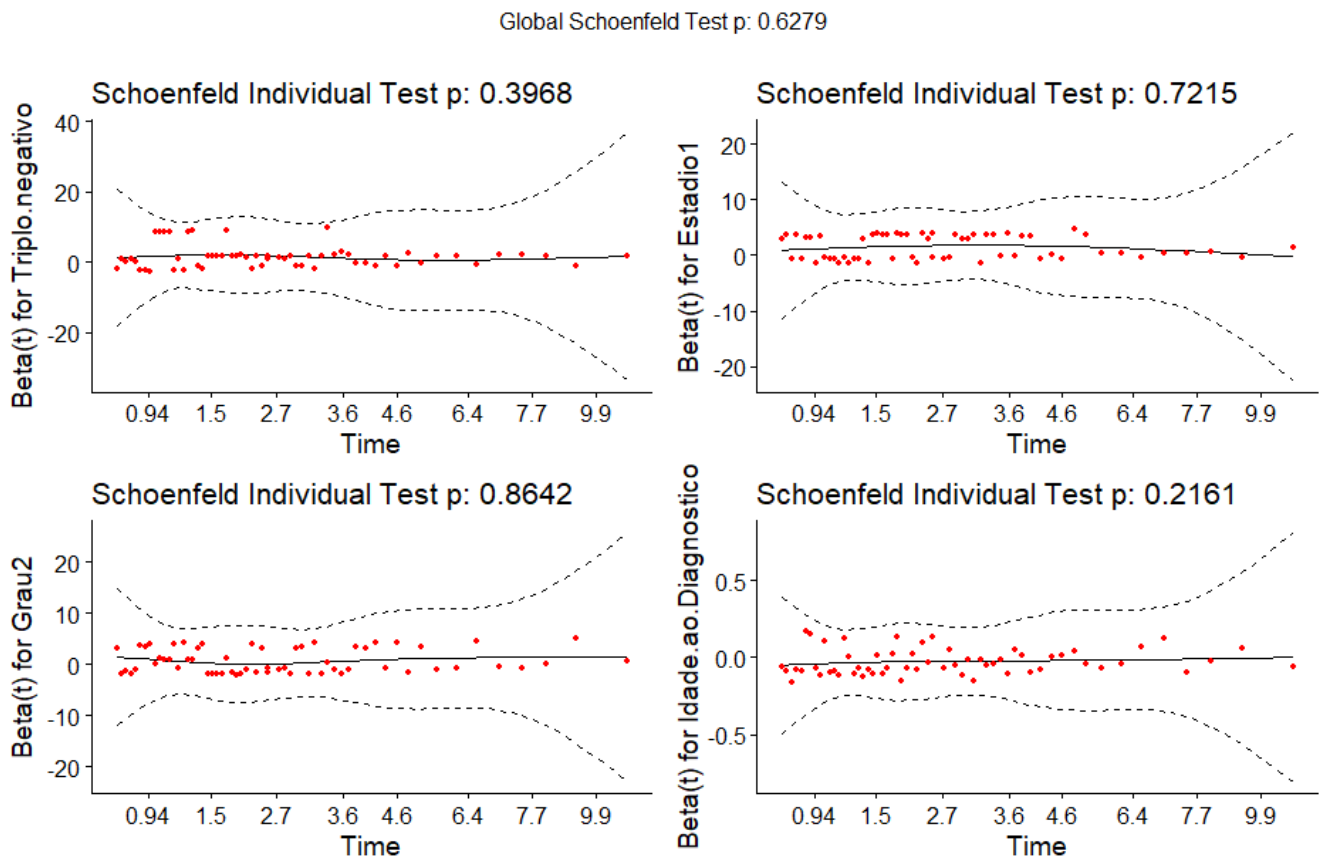 Global Schoenfeld Test p: 0.6279
Schoenfeld Individual Test p: 0.3968
Beta(t) for Triplo.negativo
40
20
0
-20
0.94 1.5 2.7 3.6 4.6 6.4 7.7 9.9
Time
Schoenfeld Individual Test p: 0.7215
Beta(t) for Estadio1
20
10
0
-10
-20
0.94 1.5 2.7 3.6 4.6 6.4 7.7 9.9
Time
Schoenfeld Individual Test p: 0.8642
Beta(t) for Grau2
20
10
0
-10
-20
0.94 1.5 2.7 3.6 4.6 6.4 7.7 9.9
Time
Schoenfeld Individual Test p: 0.2161
Beta(t) for Idade.ao.Diagnostico
0.5
0.0
-0.5
0.94 1.5 2.7 3.6 4.6 6.4 7.7 9.9
Time